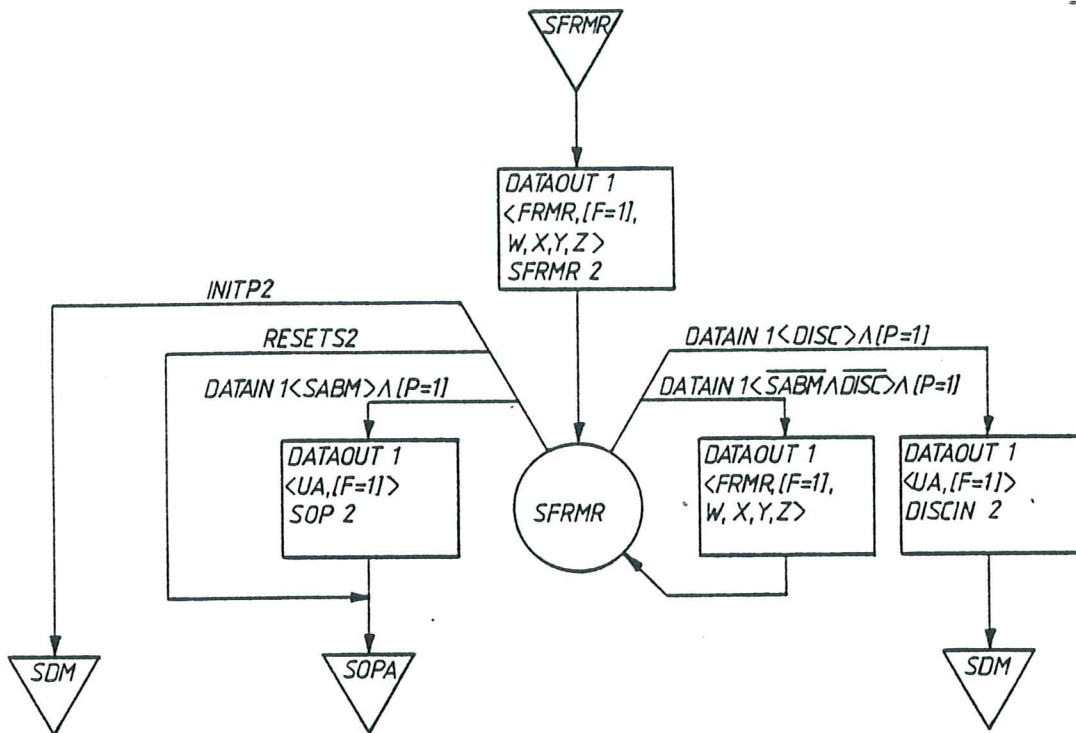 SFRMR
DATAOUT 1
<FRMR,[F=1],
W,X,Y,Z>
SFRMR 2
INITP2
RESETS2
DATAIN 1<SABM>∧[P=1]
DATAIN 1<DISC>∧[P=1]
DATAIN 1<S̅A̅B̅M̅∧D̅I̅S̅C̅>∧[P=1]
DATAOUT 1
<UA,[F=1]>
SOP 2
SFRMR
DATAOUT 1
<FRMR,[F=1],
W,X,Y,Z>
DATAOUT 1
<UA,[F=1]>
DISCIN 2
SDM
SOPA
SDM